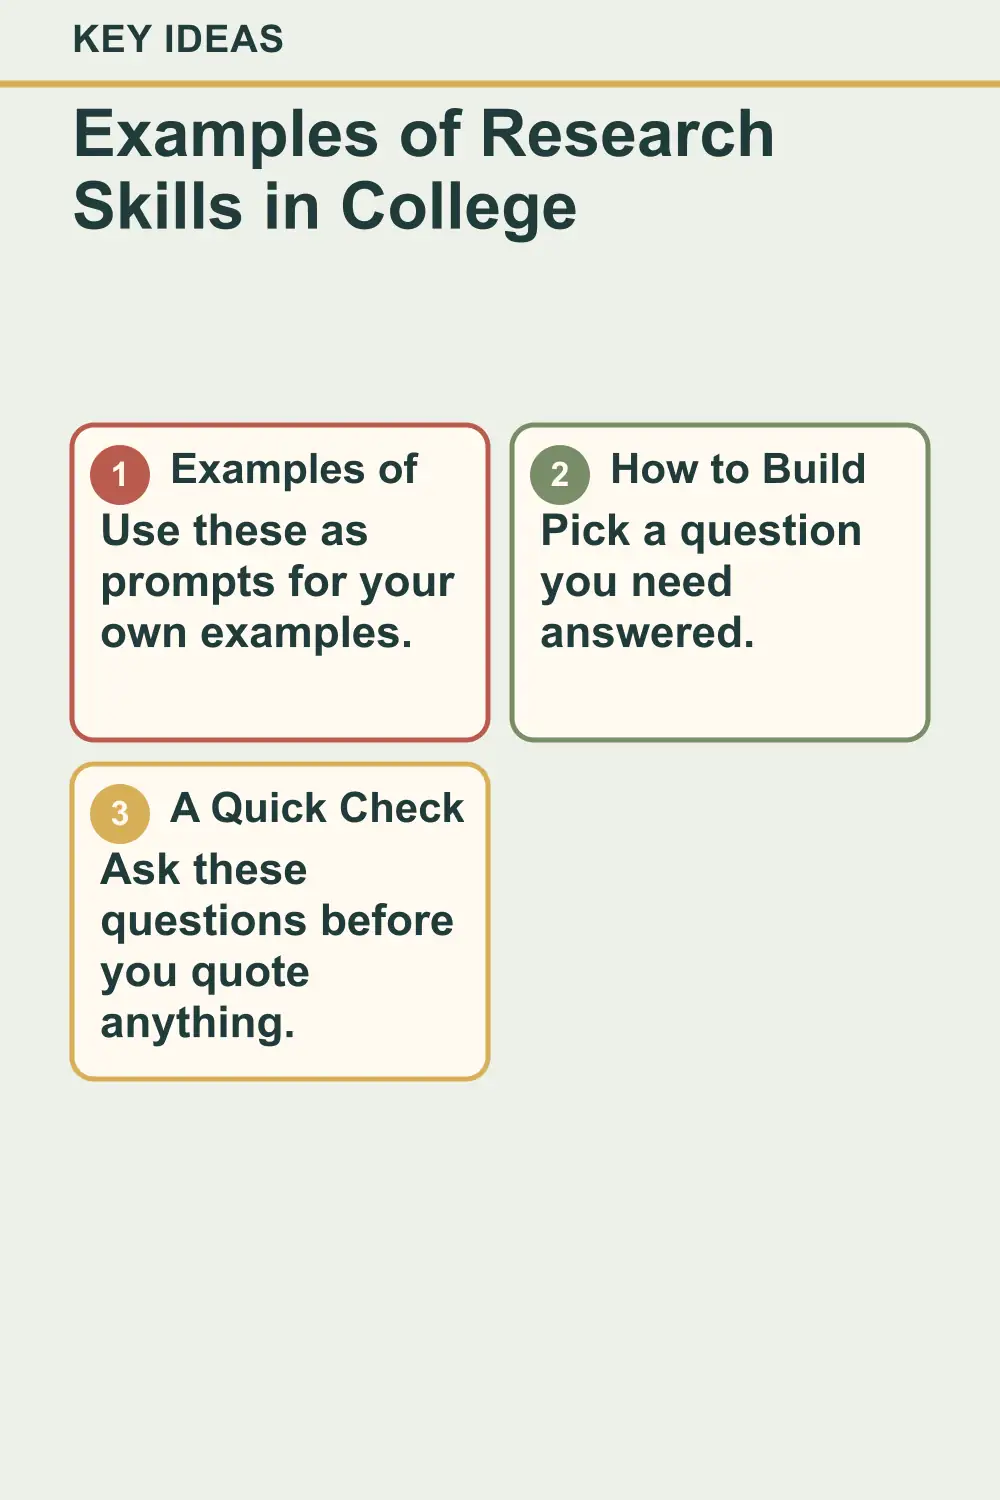 KEY IDEAS
Examples of Research
Skills in College
1 Examples of
Use these as
prompts for your
own examples.
2 How to Build
Pick a question
you need
answered.
3 A Quick Check
Ask these
questions before
you quote
anything.